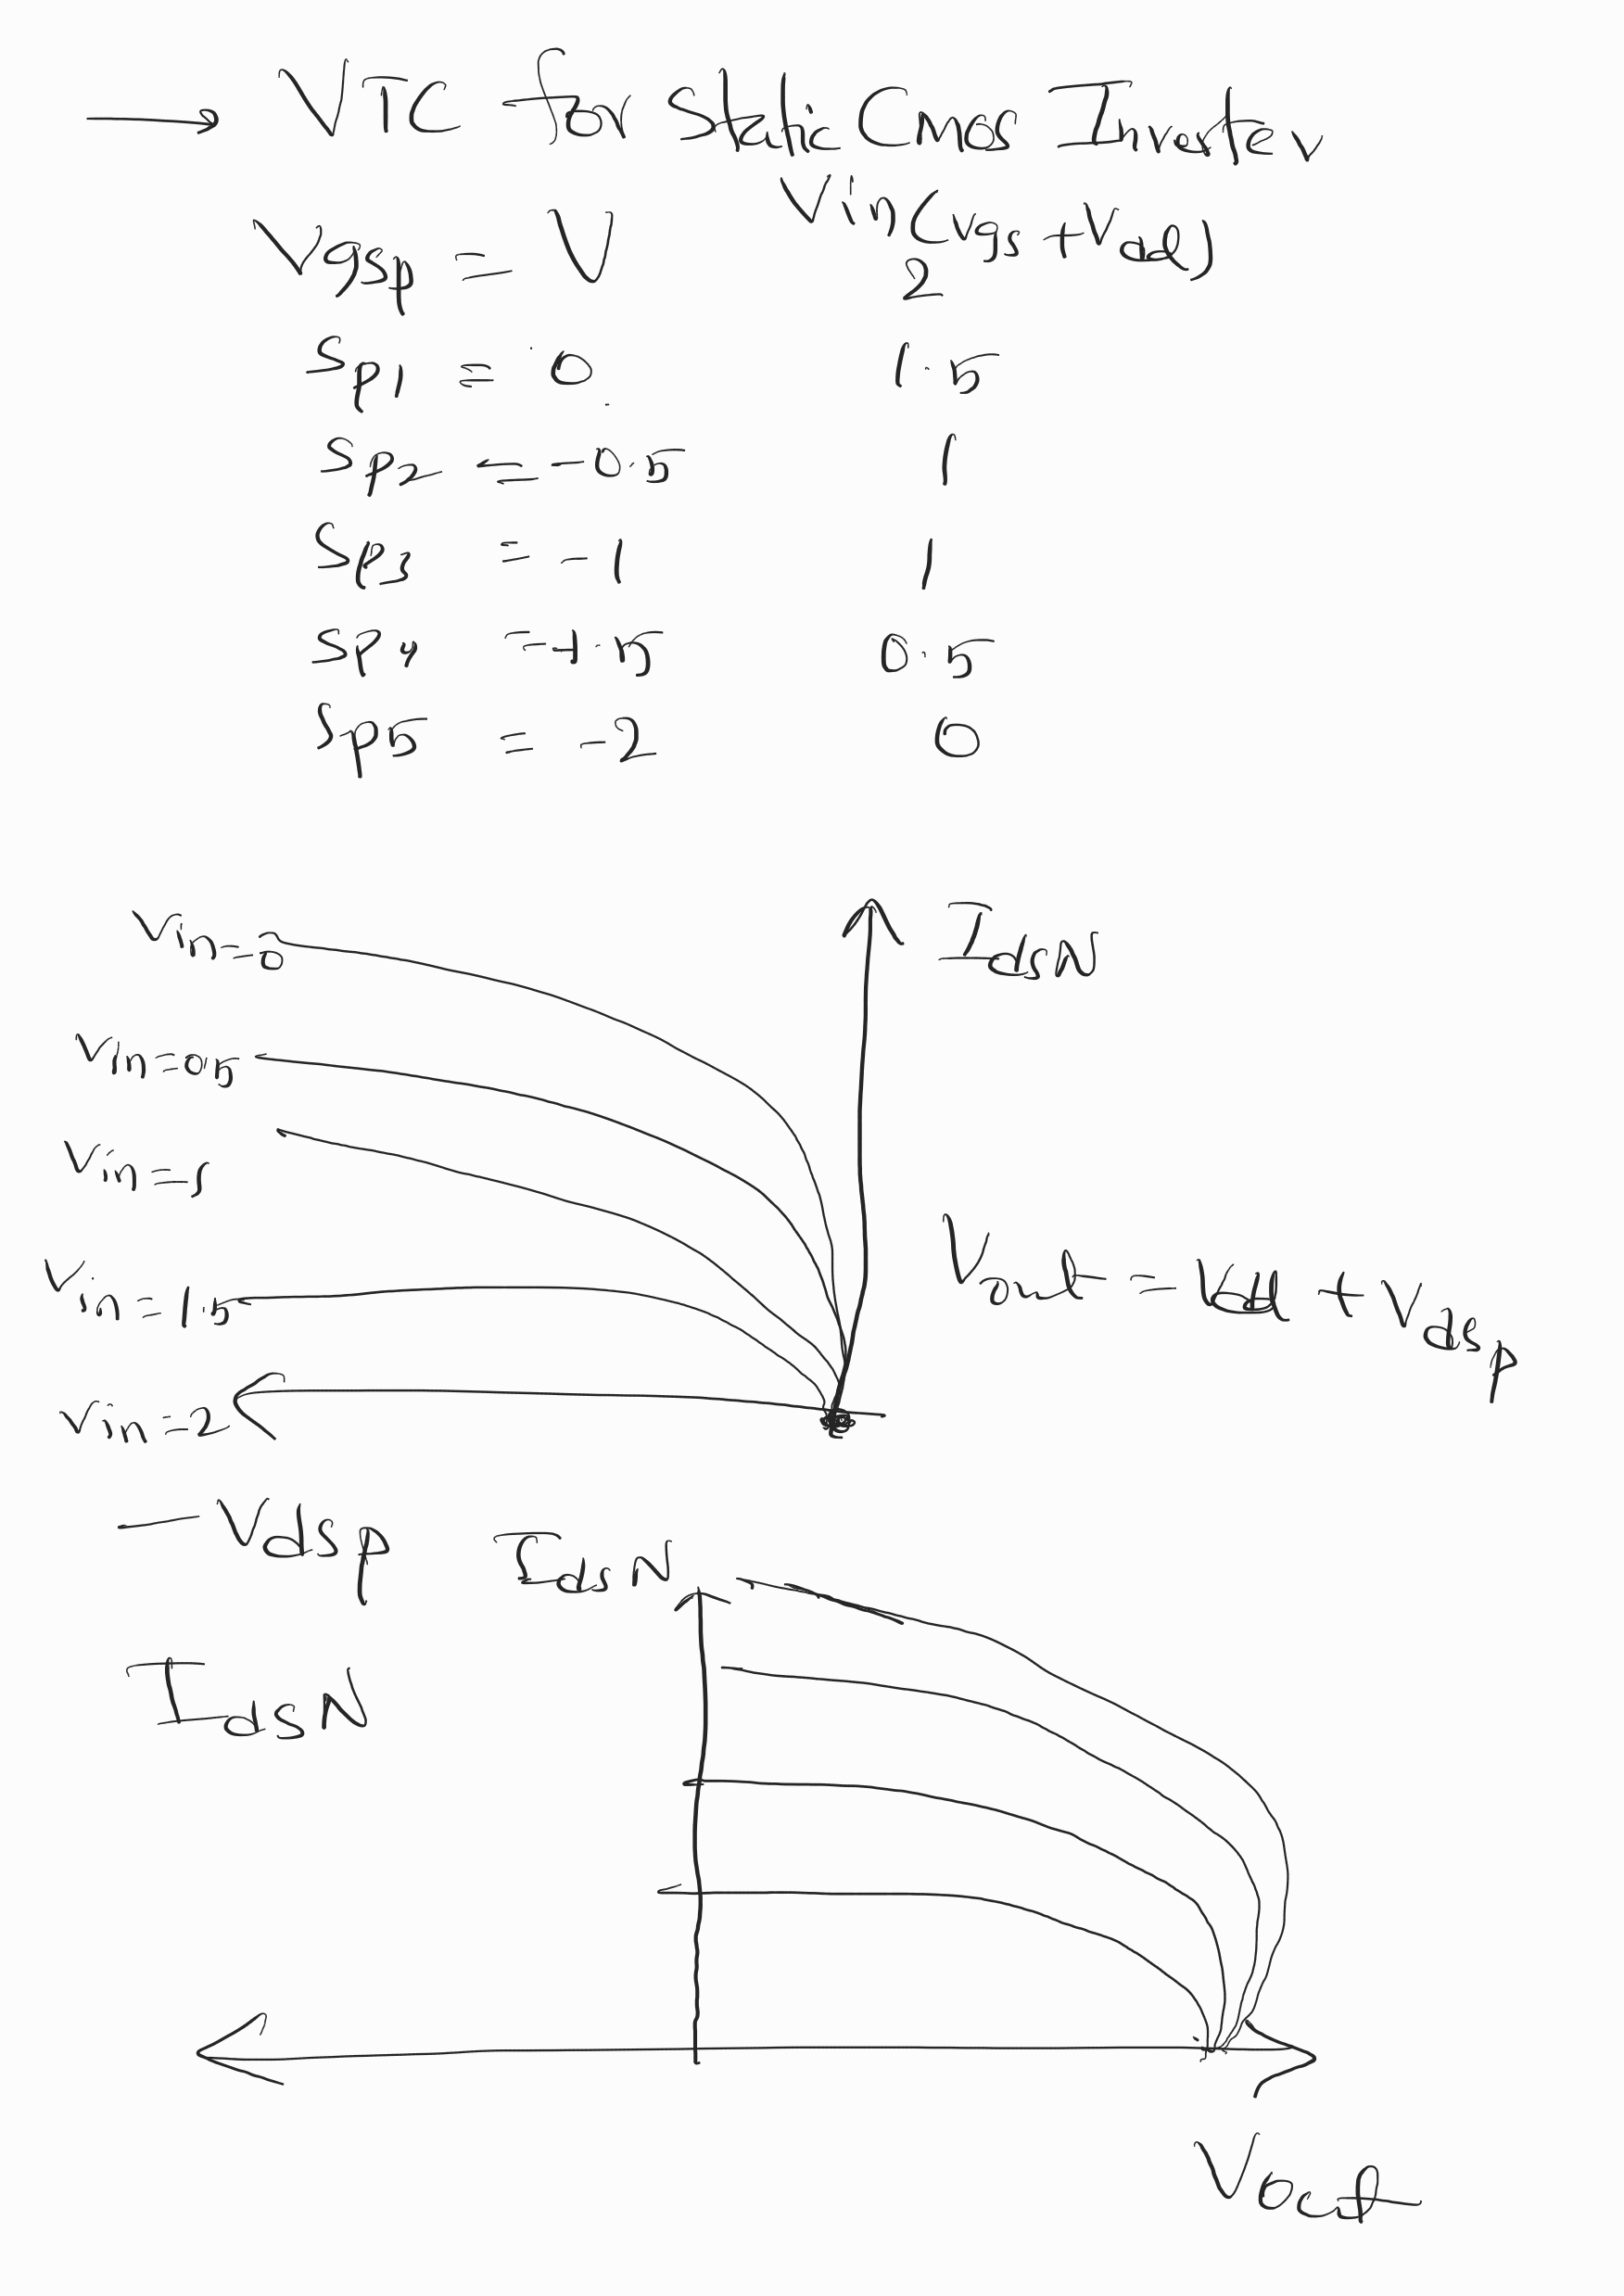 → VTC for Static CMOS Inverter
Vgsp = V Vin(Vgs + Vdd)
2
Sp1 = 0 1.5
Sp2 = -0.5 1
Sp3 = -1 1
Sp4 = -1.5 0.5
Sp5 = -2 0
Vin=0 IdsN
Vin=0.5
Vin=1
Vin=1.5 Vout = Vdd + Vdsp
Vin=2
-Vdsp IdsN
IdsN
Vout